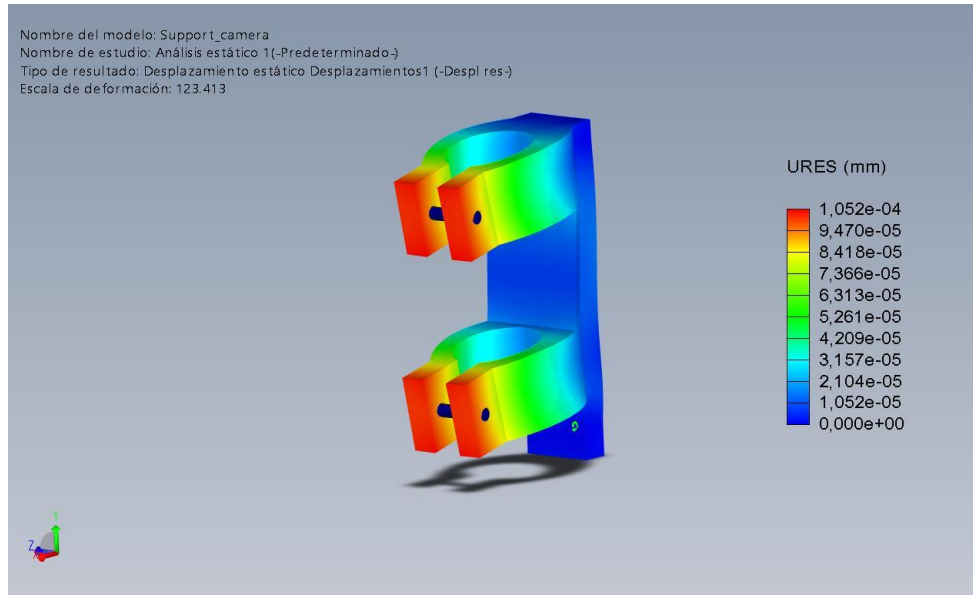 Nombre del modelo: Support_camera
Nombre de estudio: Análisis estático 1(-Predeterminado-)
Tipo de resultado: Desplazamiento estático Desplazamientos1 (-Despl res-)
Escala de deformación: 123.413
URES (mm)
1,052e-04
9,470e-05
8,418e-05
7,366e-05
6,313e-05
5,261e-05
4,209e-05
3,157e-05
2,104e-05
1,052e-05
0,000e+00
Y
Z